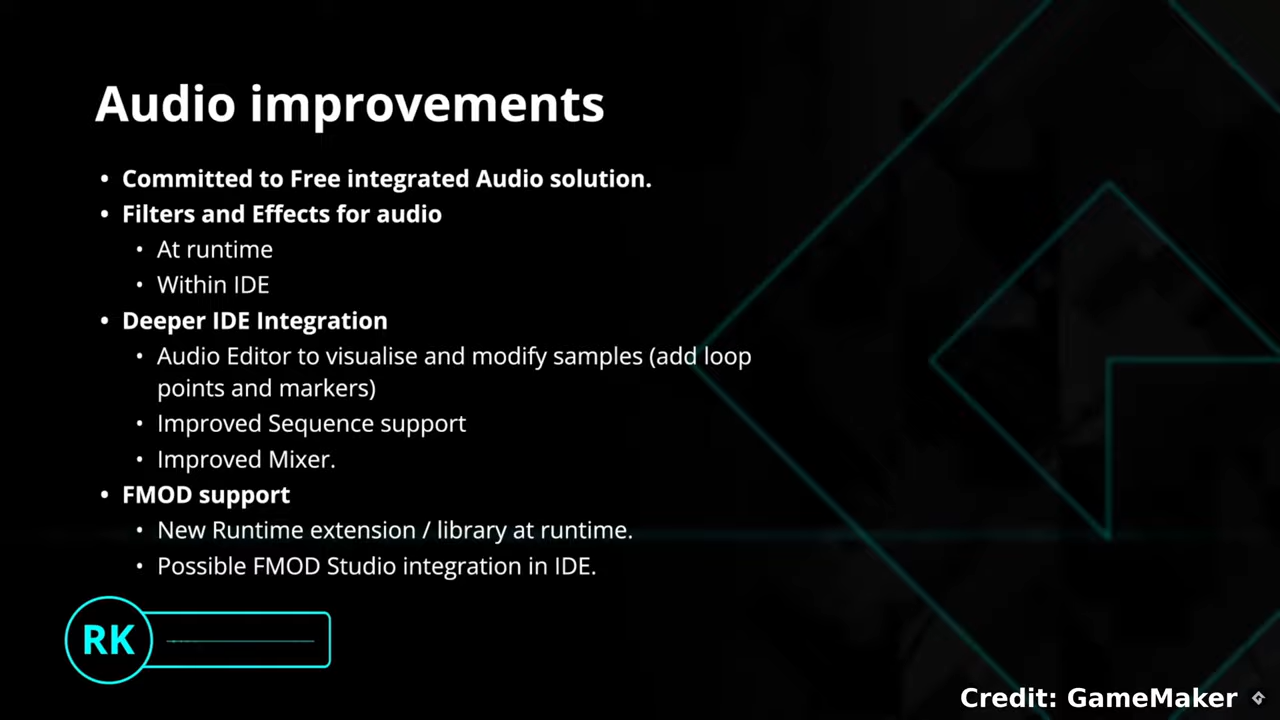 Audio improvements
• Committed to Free integrated Audio solution.
• Filters and Effects for audio
• At runtime
• Within IDE
• Deeper IDE Integration
• Audio Editor to visualise and modify samples (add loop
points and markers)
• Improved Sequence support
• Improved Mixer.
• FMOD support
• New Runtime extension / library at runtime.
• Possible FMOD Studio integration in IDE.
RK
Credit: GameMaker